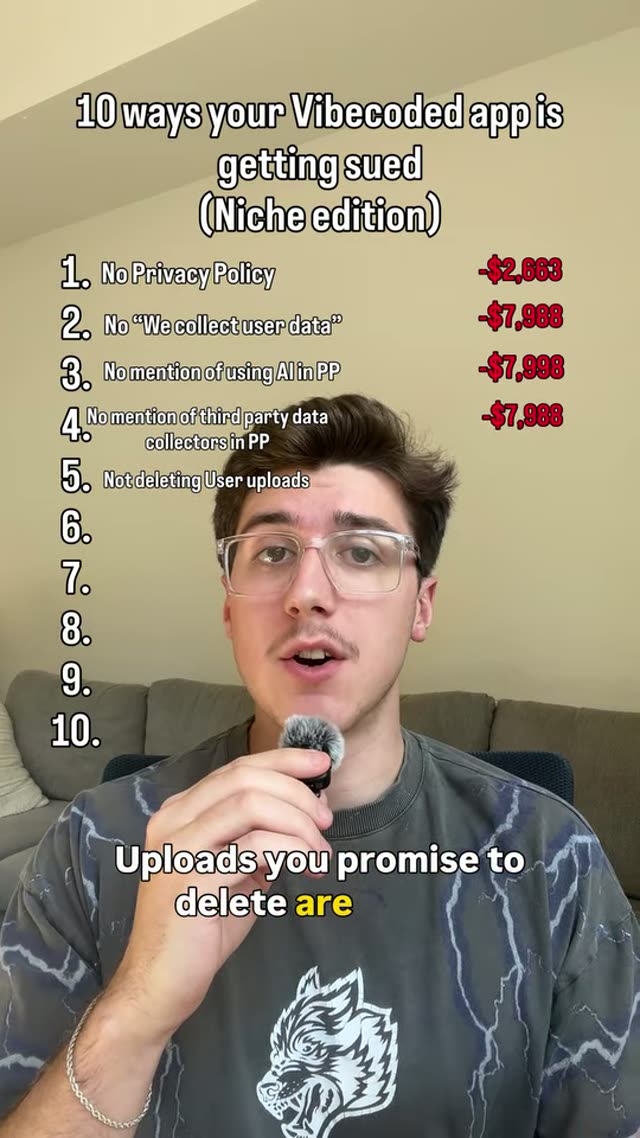 10 ways your Vibecoded app is
getting sued
(Niche edition)
1. No Privacy Policy -$2,663
2. No “We collect user data” -$7,988
3. No mention of using AI in PP -$7,998
4. No mention of third party data
collectors in PP -$7,988
5. Not deleting User uploads
6.
7.
8.
9.
10.
Uploads you promise to
delete are